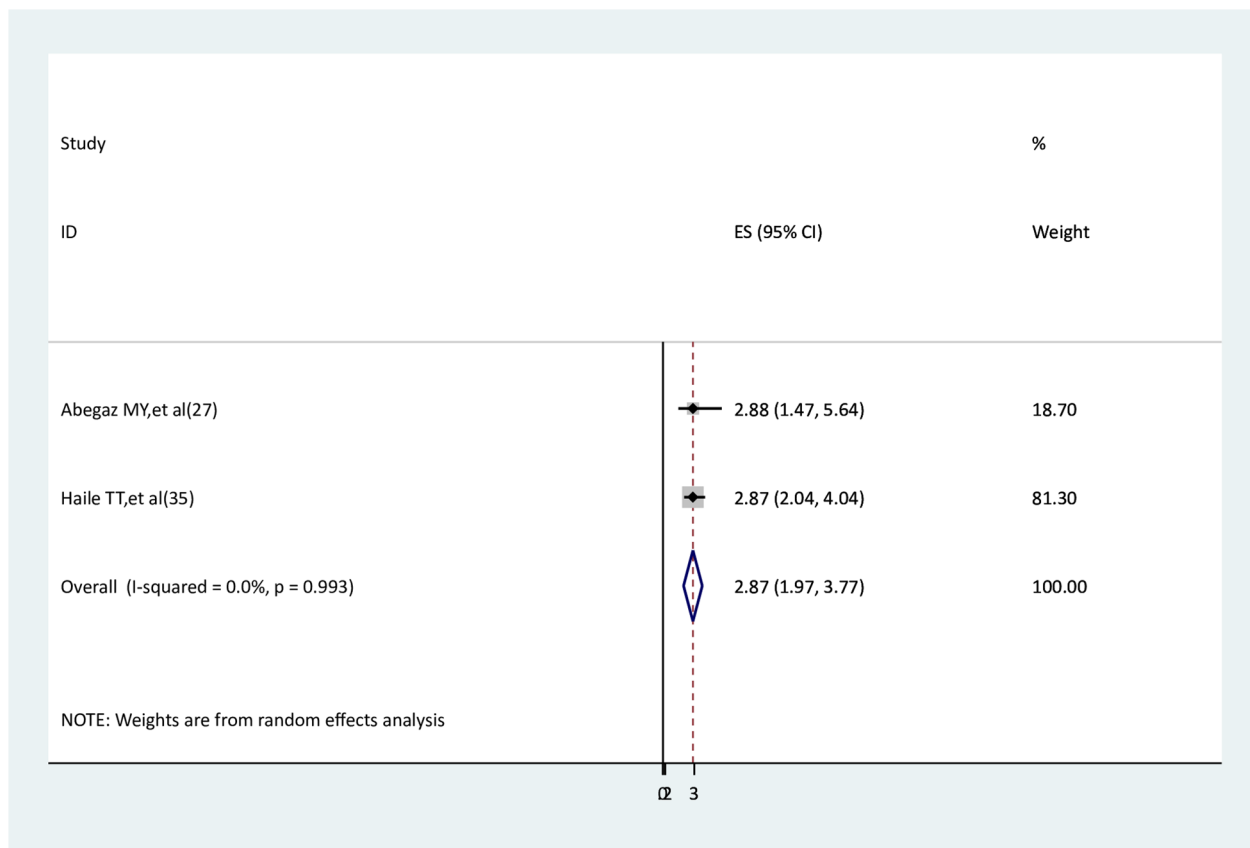 Study %
ID ES (95% CI) Weight
Abegaz MY,et al(27) 2.88 (1.47, 5.64) 18.70
Haile TT,et al(35) 2.87 (2.04, 4.04) 81.30
Overall (I-squared = 0.0%, p = 0.993) 2.87 (1.97, 3.77) 100.00
NOTE: Weights are from random effects analysis
3